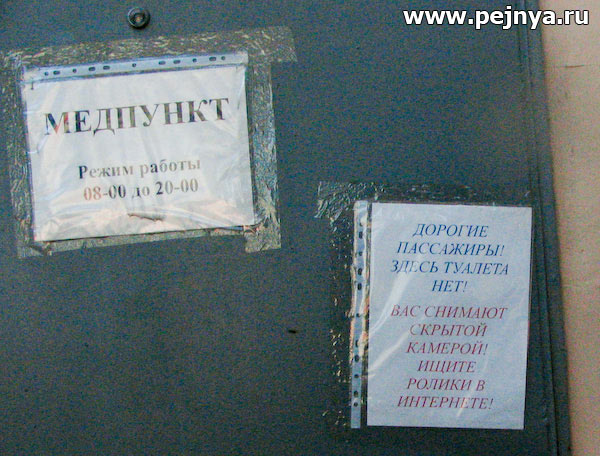 www.pejnya.ru
МЕДПУНКТ
Режим работы
08-00 до 20-00
ДОРОГИЕ
ПАССАЖИРЫ!
ЗДЕСЬ ТУАЛЕТА
НЕТ!
ВАС СНИМАЮТ
СКРЫТОЙ
КАМЕРОЙ!
ИЩИТЕ
РОЛИКИ В
ИНТЕРНЕТЕ!